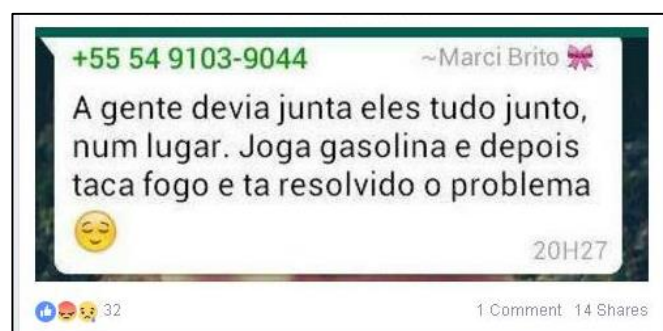 +55 54 9103-9044 ~Marci Brito 🎀
A gente devia junta eles tudo junto,
num lugar. Joga gasolina e depois
taca fogo e ta resolvido o problema
😌
20H27
32 1 Comment 14 Shares